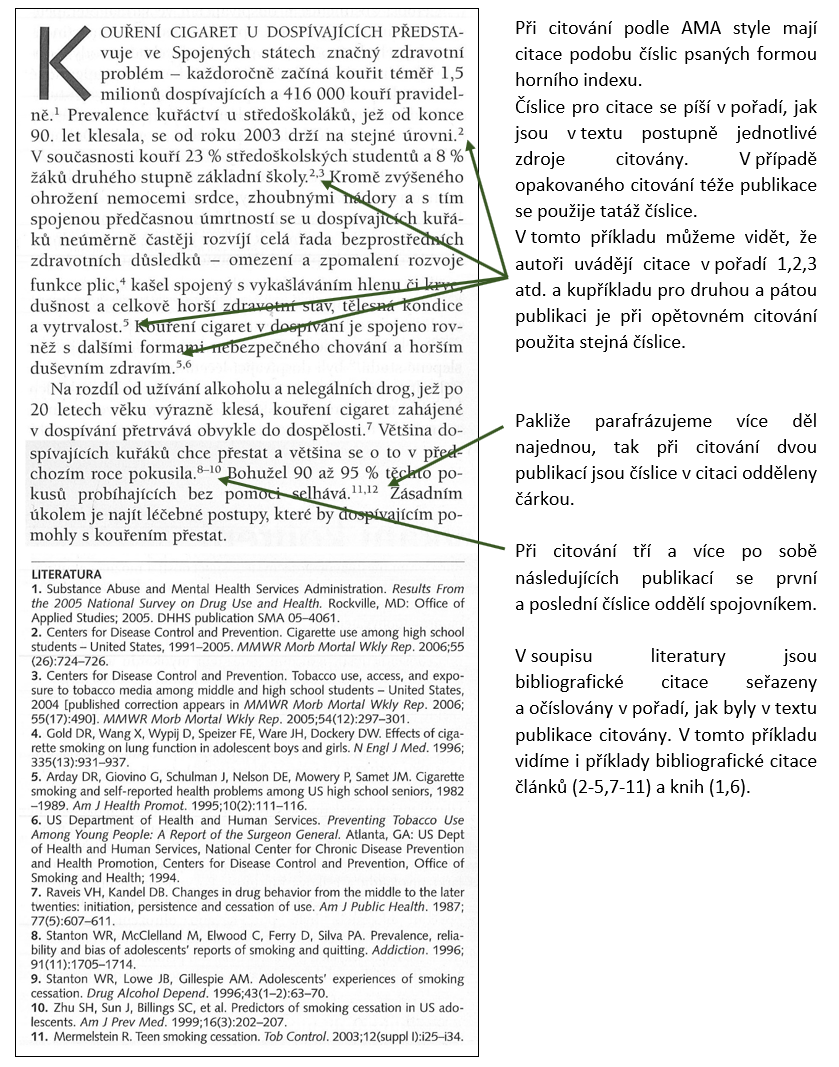 KOUŘENÍ CIGARET U DOSPÍVAJÍCÍCH PŘEDSTA-
vuje ve Spojených státech značný zdravotní
problém – každoročně začíná kouřit téměř 1,5
milionů dospívajících a 416 000 kouří pravidel-
ně.1 Prevalence kuřáctví u středoškoláků, jež od konce
90. let klesala, se od roku 2003 drží na stejné úrovni.2
V současnosti kouří 23 % středoškolských studentů a 8 %
žáků druhého stupně základní školy.2,3 Kromě zvýšeného
ohrožení nemocemi srdce, zhoubnými nádory a s tím
spojenou předčasnou úmrtností se u dospívajících kuřá-
ků neúměrně častěji rozvíjí celá řada bezprostředních
zdravotních důsledků – omezení a zpomalení rozvoje
funkce plic,4 kašel spojený s vykašláváním hlenu či krve,
dušnost a celkově horší zdravotní stav, tělesná kondice
a vytrvalost.5 Kouření cigaret v dospívání je spojeno rov-
něž s dalšími formami nebezpečného chování a horším
duševním zdravím.5,6
Na rozdíl od užívání alkoholu a nelegálních drog, jež po
20 letech věku výrazně klesá, kouření cigaret zahájené
v dospívání přetrvává obvykle do dospělosti.7 Většina do-
spívajících kuřáků chce přestat a většina se o to v před-
chozím roce pokusila.8–10 Bohužel 90 až 95 % těchto po-
kusů probíhajících bez pomoci selhává.11,12 Zásadním
úkolem je najít léčebné postupy, které by dospívajícím po-
mohly s kouřením přestat.
LITERATURA
1. Substance Abuse and Mental Health Services Administration. Results From
the 2005 National Survey on Drug Use and Health. Rockville, MD: Office of
Applied Studies; 2005. DHHS publication SMA 05–4061.
2. Centers for Disease Control and Prevention. Cigarette use among high school
students – United States, 1991–2005. MMWR Morb Mortal Wkly Rep. 2006;55
(26):724–726.
3. Centers for Disease Control and Prevention. Tobacco use, access, and expo-
sure to tobacco media among middle and high school students – United States,
2004 [published correction appears in MMWR Morb Mortal Wkly Rep. 2006;
55(17):490]. MMWR Morb Mortal Wkly Rep. 2005;54(12):297–301.
4. Gold DR, Wang X, Wypij D, Speizer FE, Ware JH, Dockery DW. Effects of ciga-
rette smoking on lung function in adolescent boys and girls. N Engl J Med. 1996;
335(13):931–937.
5. Arday DR, Giovino G, Schulman J, Nelson DE, Mowery P, Samet JM. Cigarette
smoking and self-reported health problems among US high school seniors, 1982
–1989. Am J Health Promot. 1995;10(2):111–116.
6. US Department of Health and Human Services. Preventing Tobacco Use
Among Young People: A Report of the Surgeon General. Atlanta, GA: US Dept
of Health and Human Services, National Center for Chronic Disease Prevention
and Health Promotion, Centers for Disease Control and Prevention, Office of
Smoking and Health; 1994.
7. Raveis VH, Kandel DB. Changes in drug behavior from the middle to the later
twenties: initiation, persistence and cessation of use. Am J Public Health. 1987;
77(5):607–611.
8. Stanton WR, McClelland M, Elwood C, Ferry D, Silva PA. Prevalence, relia-
bility and bias of adolescents' reports of smoking and quitting. Addiction. 1996;
91(11):1705–1714.
9. Stanton WR, Lowe JB, Gillespie AM. Adolescents' experiences of smoking
cessation. Drug Alcohol Depend. 1996;43(1–2):63–70.
10. Zhu SH, Sun J, Billings SC, et al. Predictors of smoking cessation in US ado-
lescents. Am J Prev Med. 1999;16(3):202–207.
11. Mermelstein R. Teen smoking cessation. Tob Control. 2003;12(suppl I):i25–i34.
Při citování podle AMA style mají
citace podobu číslic psaných formou
horního indexu.
Číslice pro citace se píší v pořadí, jak
jsou v textu postupně jednotlivé
zdroje citovány. V případě
opakovaného citování téže publikace
se použije tatáž číslice.
V tomto příkladu můžeme vidět, že
autoři uvádějí citace v pořadí 1,2,3
atd. a kupříkladu pro druhou a pátou
publikaci je při opětovném citování
použita stejná číslice.
Pakliže parafrázujeme více děl
najednou, tak při citování dvou
publikací jsou číslice v citaci odděleny
čárkou.
Při citování tří a více po sobě
následujících publikací se první
a poslední číslice oddělí spojovníkem.
V soupisu literatury jsou
bibliografické citace seřazeny
a očíslovány v pořadí, jak byly v textu
publikace citovány. V tomto příkladu
vidíme i příklady bibliografické citace
článků (2-5,7-11) a knih (1,6).